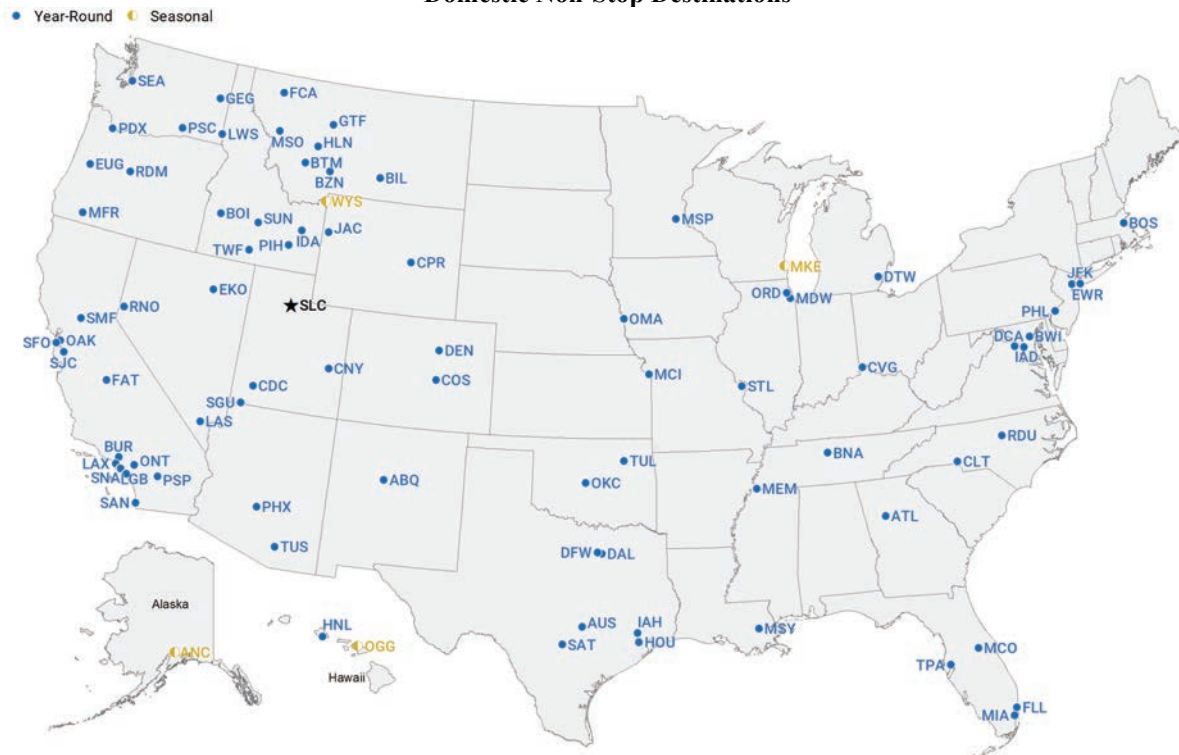 Domestic Non-Stop Destinations
Year-Round Seasonal
SEA
GEG
FCA
PDX
PSC
LWS
MSO
GTF
HLN
EUG
RDM
BTM
BZN
BIL
WYS
MFR
BOI
SUN
JAC
TWF
PIH
IDA
CPR
MSP
MKE
DTW
BOS
ORD
MDW
JFK
EWR
PHL
EKO
RNO
SLC
SMF
SFO
OAK
SJC
OMA
DCA
BWI
IAD
DEN
CNY
COS
MCI
STL
CVG
FAT
CDC
SGU
LAS
RDU
BUR
LAX
ONT
SNA
LGB
PSP
SAN
ABQ
TUL
OKC
BNA
CLT
MEM
PHX
ATL
TUS
DFW
DAL
Alaska
HNL
AUS
IAH
SAT
HOU
MSY
ANC
OGG
Hawaii
MCO
TPA
FLL
MIA